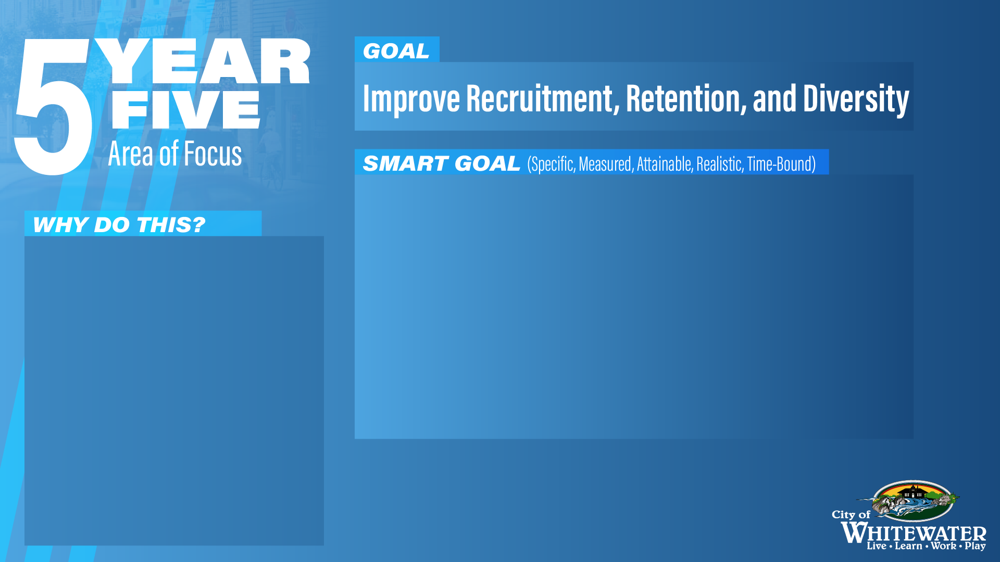 5 YEAR
FIVE
Area of Focus
WHY DO THIS?
GOAL
Improve Recruitment, Retention, and Diversity
SMART GOAL (Specific, Measured, Attainable, Realistic, Time-Bound)
City of
WHITEWATER
Live • Learn • Work • Play